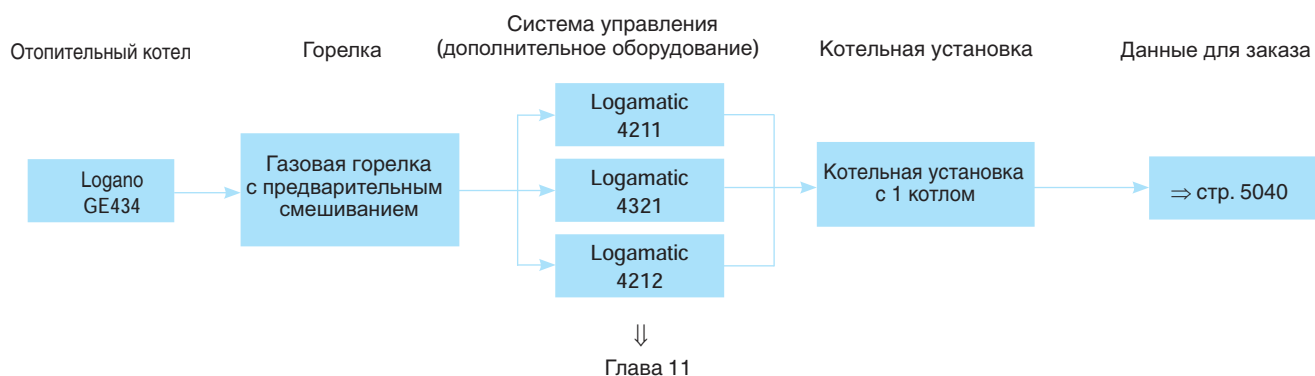 Отопительный котел
Горелка
Система управления
(дополнительное оборудование)
Котельная установка
Данные для заказа
Logano
GE434
Газовая горелка
с предварительным
смешиванием
Logamatic
4211
Logamatic
4321
Logamatic
4212
Котельная установка
с 1 котлом
⇒ стр. 5040
⇓
Глава 11